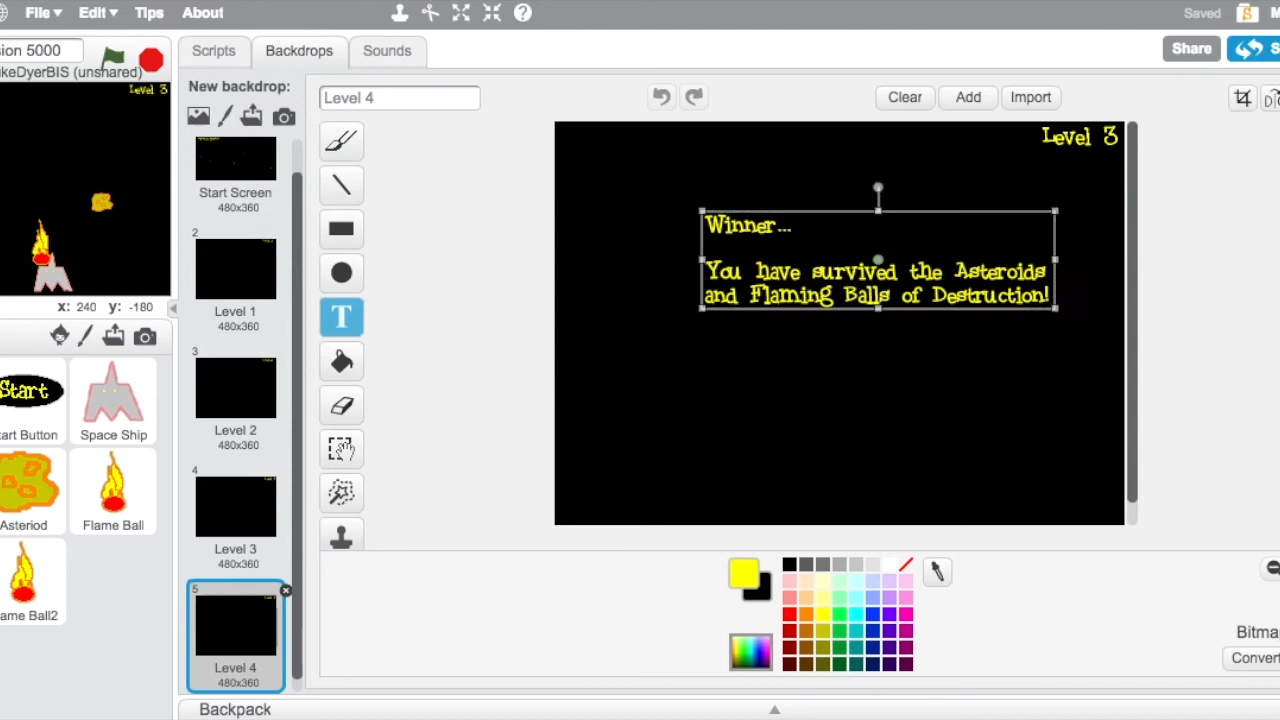 File Edit Tips About
Saved
sion 5000
ukeDyerBIS (unshared)
Scripts Backdrops Sounds
Share
Level 3
New backdrop:
Level 4
Clear Add Import
Start Screen
480x360
2
Level 1
480x360
3
Level 2
480x360
4
Level 3
480x360
5
Level 4
480x360
x: 240 y: -180
Start
tart Button
Space Ship
Asteriod
Flame Ball
ame Ball2
T
Level 3
Winner...
You have survived the Asteroids
and Flaming Balls of Destruction!
Bitma
Convert
Backpack